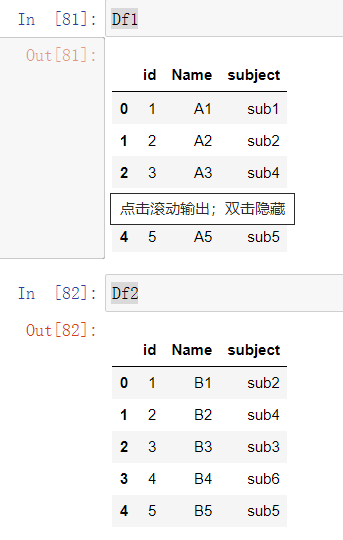 In [81]: Df1
Out[81]:
id Name subject
0 1 A1 sub1
1 2 A2 sub2
2 3 A3 sub4
点击滚动输出；双击隐藏
4 5 A5 sub5
In [82]: Df2
Out[82]:
id Name subject
0 1 B1 sub2
1 2 B2 sub4
2 3 B3 sub3
3 4 B4 sub6
4 5 B5 sub5